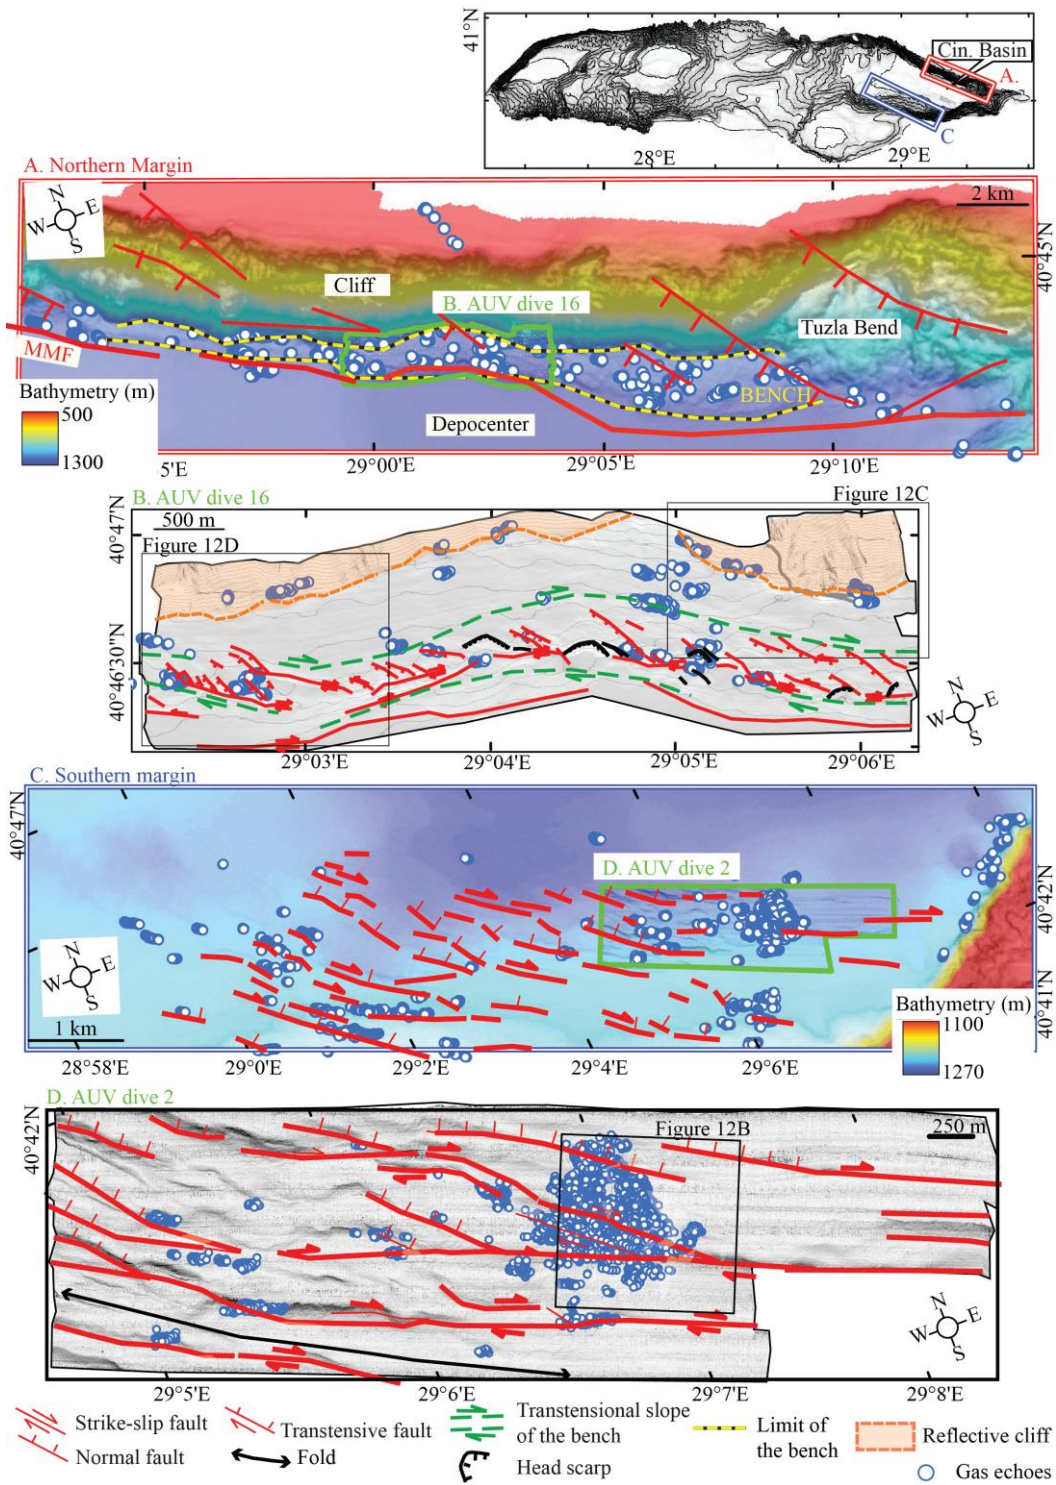 41°N
Cin. Basin
A.
C
28°E
29°E
A. Northern Margin
N
W E
S
2 km
40°45'N
Cliff
B. AUV dive 16
Tuzla Bend
MMF
Bathymetry (m)
500
1300
BENCH
Depocenter
5'E
29°00'E
29°05'E
29°10'E
B. AUV dive 16
Figure 12C
500 m
Figure 12D
40°47'N
40°46'30"N
N
W E
S
29°03'E
29°04'E
29°05'E
29°06'E
C. Southern margin
40°47'N
D. AUV dive 2
40°42'N
N
W E
S
40°41'N
Bathymetry (m)
1100
1270
1 km
28°58'E
29°0'E
29°2'E
29°4'E
29°6'E
D. AUV dive 2
40°42'N
Figure 12B
250 m
N
W E
S
29°5'E
29°6'E
29°7'E
29°8'E
Strike-slip fault
Normal fault
Transtensive fault
Fold
Transtensional slope
of the bench
Head scarp
Limit of
the bench
Reflective cliff
Gas echoes